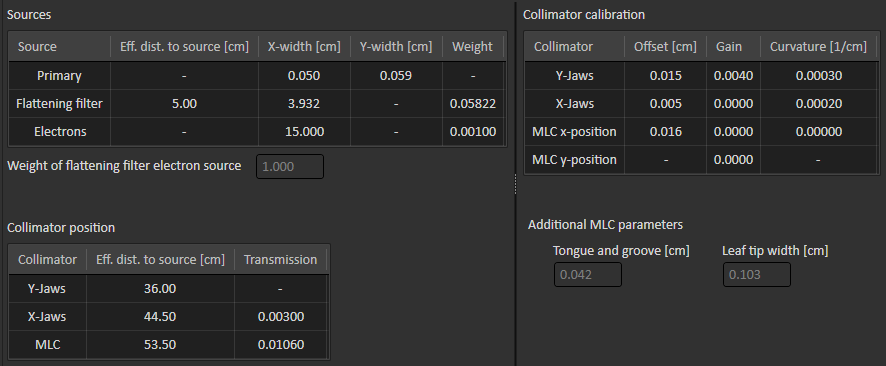 Sources
Source Eff. dist. to source [cm] X-width [cm] Y-width [cm] Weight
Primary - 0.050 0.059 -
Flattening filter 5.00 3.932 - 0.05822
Electrons - 15.000 - 0.00100
Weight of flattening filter electron source 1.000
Collimator position
Collimator Eff. dist. to source [cm] Transmission
Y-Jaws 36.00 -
X-Jaws 44.50 0.00300
MLC 53.50 0.01060
Collimator calibration
Collimator Offset [cm] Gain Curvature [1/cm]
Y-Jaws 0.015 0.0040 0.00030
X-Jaws 0.005 0.0000 0.00020
MLC x-position 0.016 0.0000 0.00000
MLC y-position - 0.0000 -
Additional MLC parameters
Tongue and groove [cm] Leaf tip width [cm]
0.042 0.103